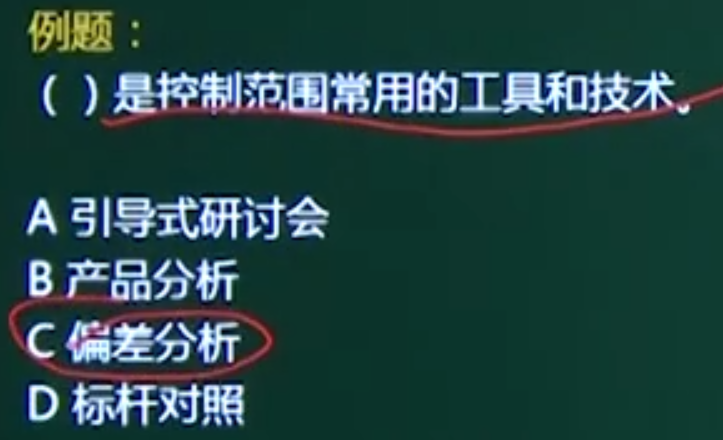 例题：
（ ）是控制范围常用的工具和技术。
A 引导式研讨会
B 产品分析
C 偏差分析
D 标杆对照